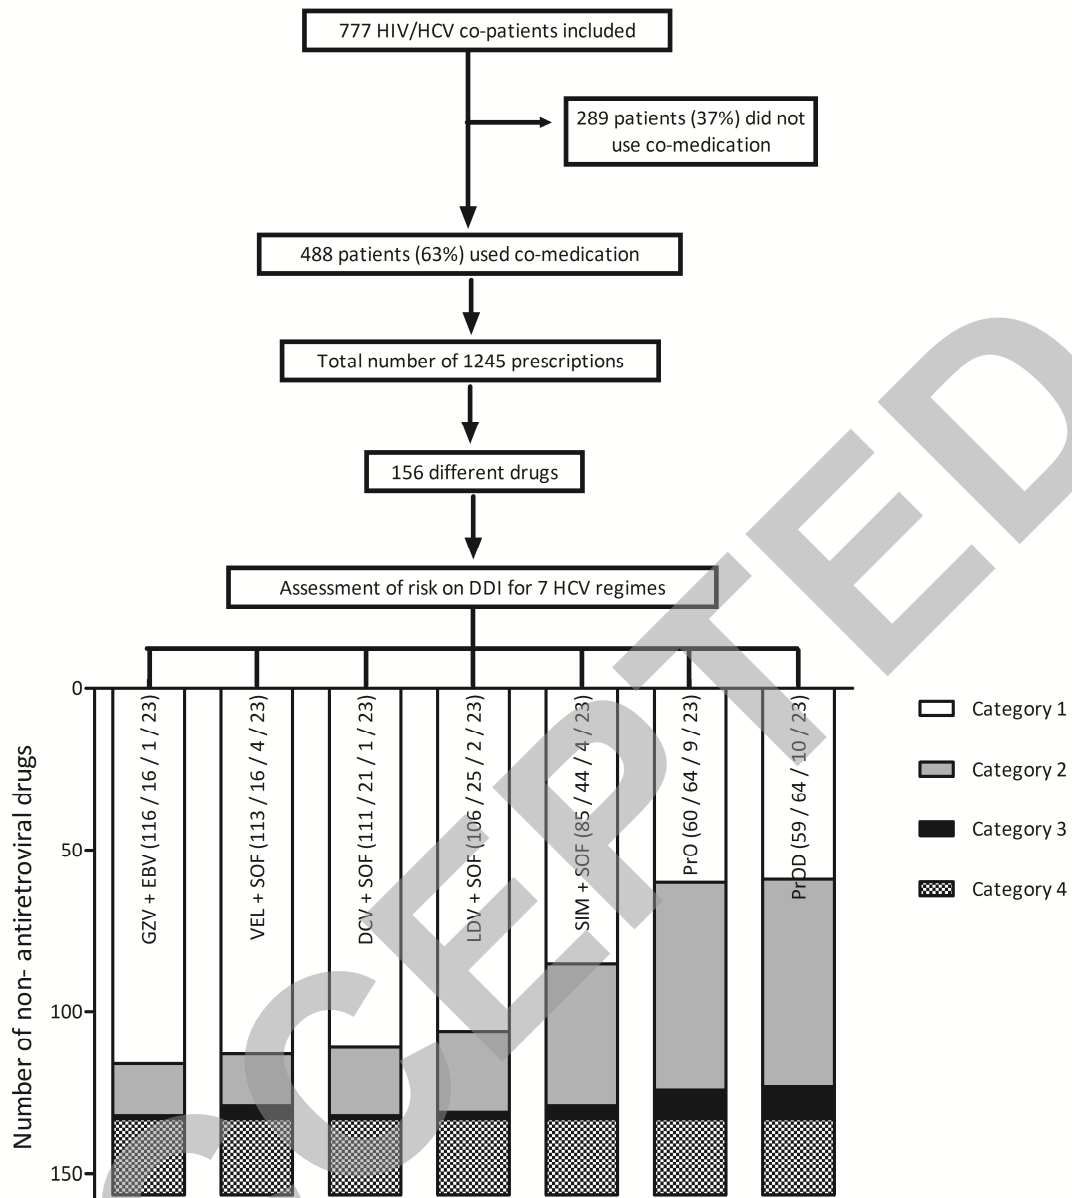 777 HIV/HCV co-patients included
289 patients (37%) did not
use co-medication
488 patients (63%) used co-medication
Total number of 1245 prescriptions
156 different drugs
Assessment of risk on DDI for 7 HCV regimes
0
50
100
150
Number of non- antiretroviral drugs
GZV + EBV (116 / 16 / 1 / 23)
VEL + SOF (113 / 16 / 4 / 23)
DCV + SOF (111 / 21 / 1 / 23)
LDV + SOF (106 / 25 / 2 / 23)
SIM + SOF (85 / 44 / 4 / 23)
PrO (60 / 64 / 9 / 23)
PrOD (59 / 64 / 10 / 23)
Category 1
Category 2
Category 3
Category 4
CCEPTED